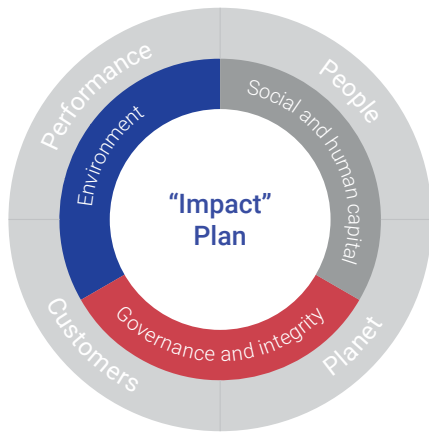 Performance
People
Environment
Social and human capital
“Impact”
Plan
Governance and integrity
Customers
Planet